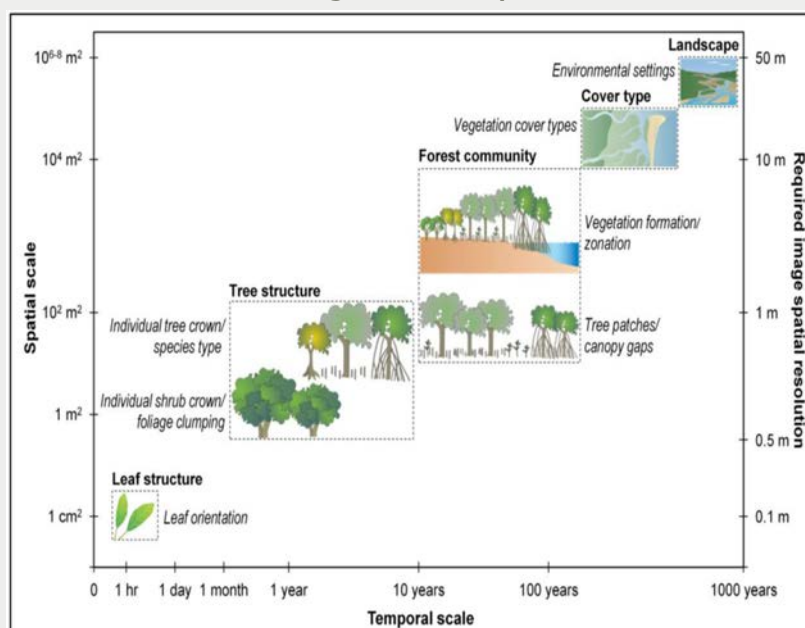 Landscape
10⁶⁻⁸ m²
Environmental settings
50 m
Cover type
Vegetation cover types
10⁴ m²
10 m
Forest community
Vegetation formation/
zonation
Tree structure
10² m²
1 m
Individual tree crown/
species type
Tree patches/
canopy gaps
Individual shrub crown/
foliage clumping
1 m²
0.5 m
Leaf structure
Leaf orientation
1 cm²
0.1 m
Spatial scale
Required image spatial resolution
0
1 hr
1 day
1 month
1 year
10 years
100 years
1000 years
Temporal scale